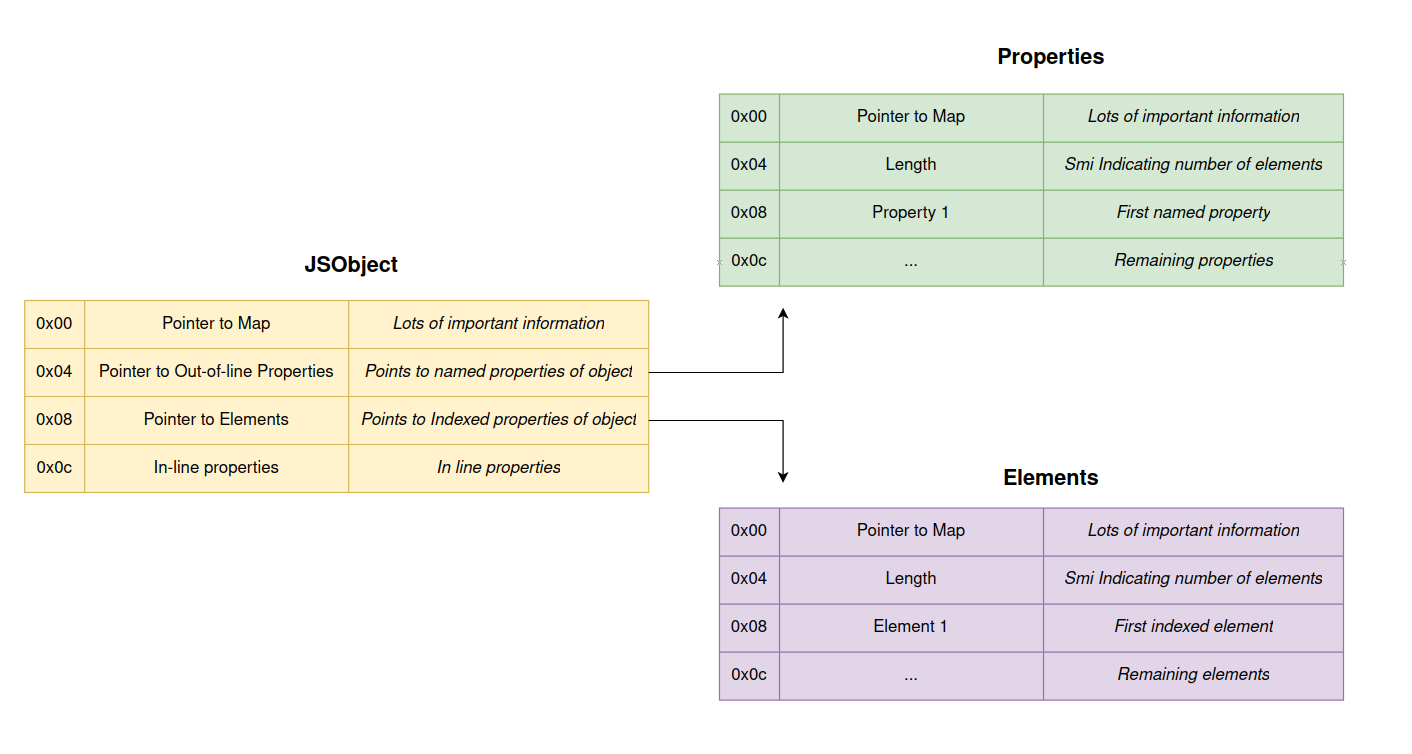 Properties
0x00 Pointer to Map Lots of important information
0x04 Length Smi Indicating number of elements
0x08 Property 1 First named property
0x0c ... Remaining properties
JSObject
0x00 Pointer to Map Lots of important information
0x04 Pointer to Out-of-line Properties Points to named properties of object
0x08 Pointer to Elements Points to Indexed properties of object
0x0c In-line properties In line properties
Elements
0x00 Pointer to Map Lots of important information
0x04 Length Smi Indicating number of elements
0x08 Element 1 First indexed element
0x0c ... Remaining elements